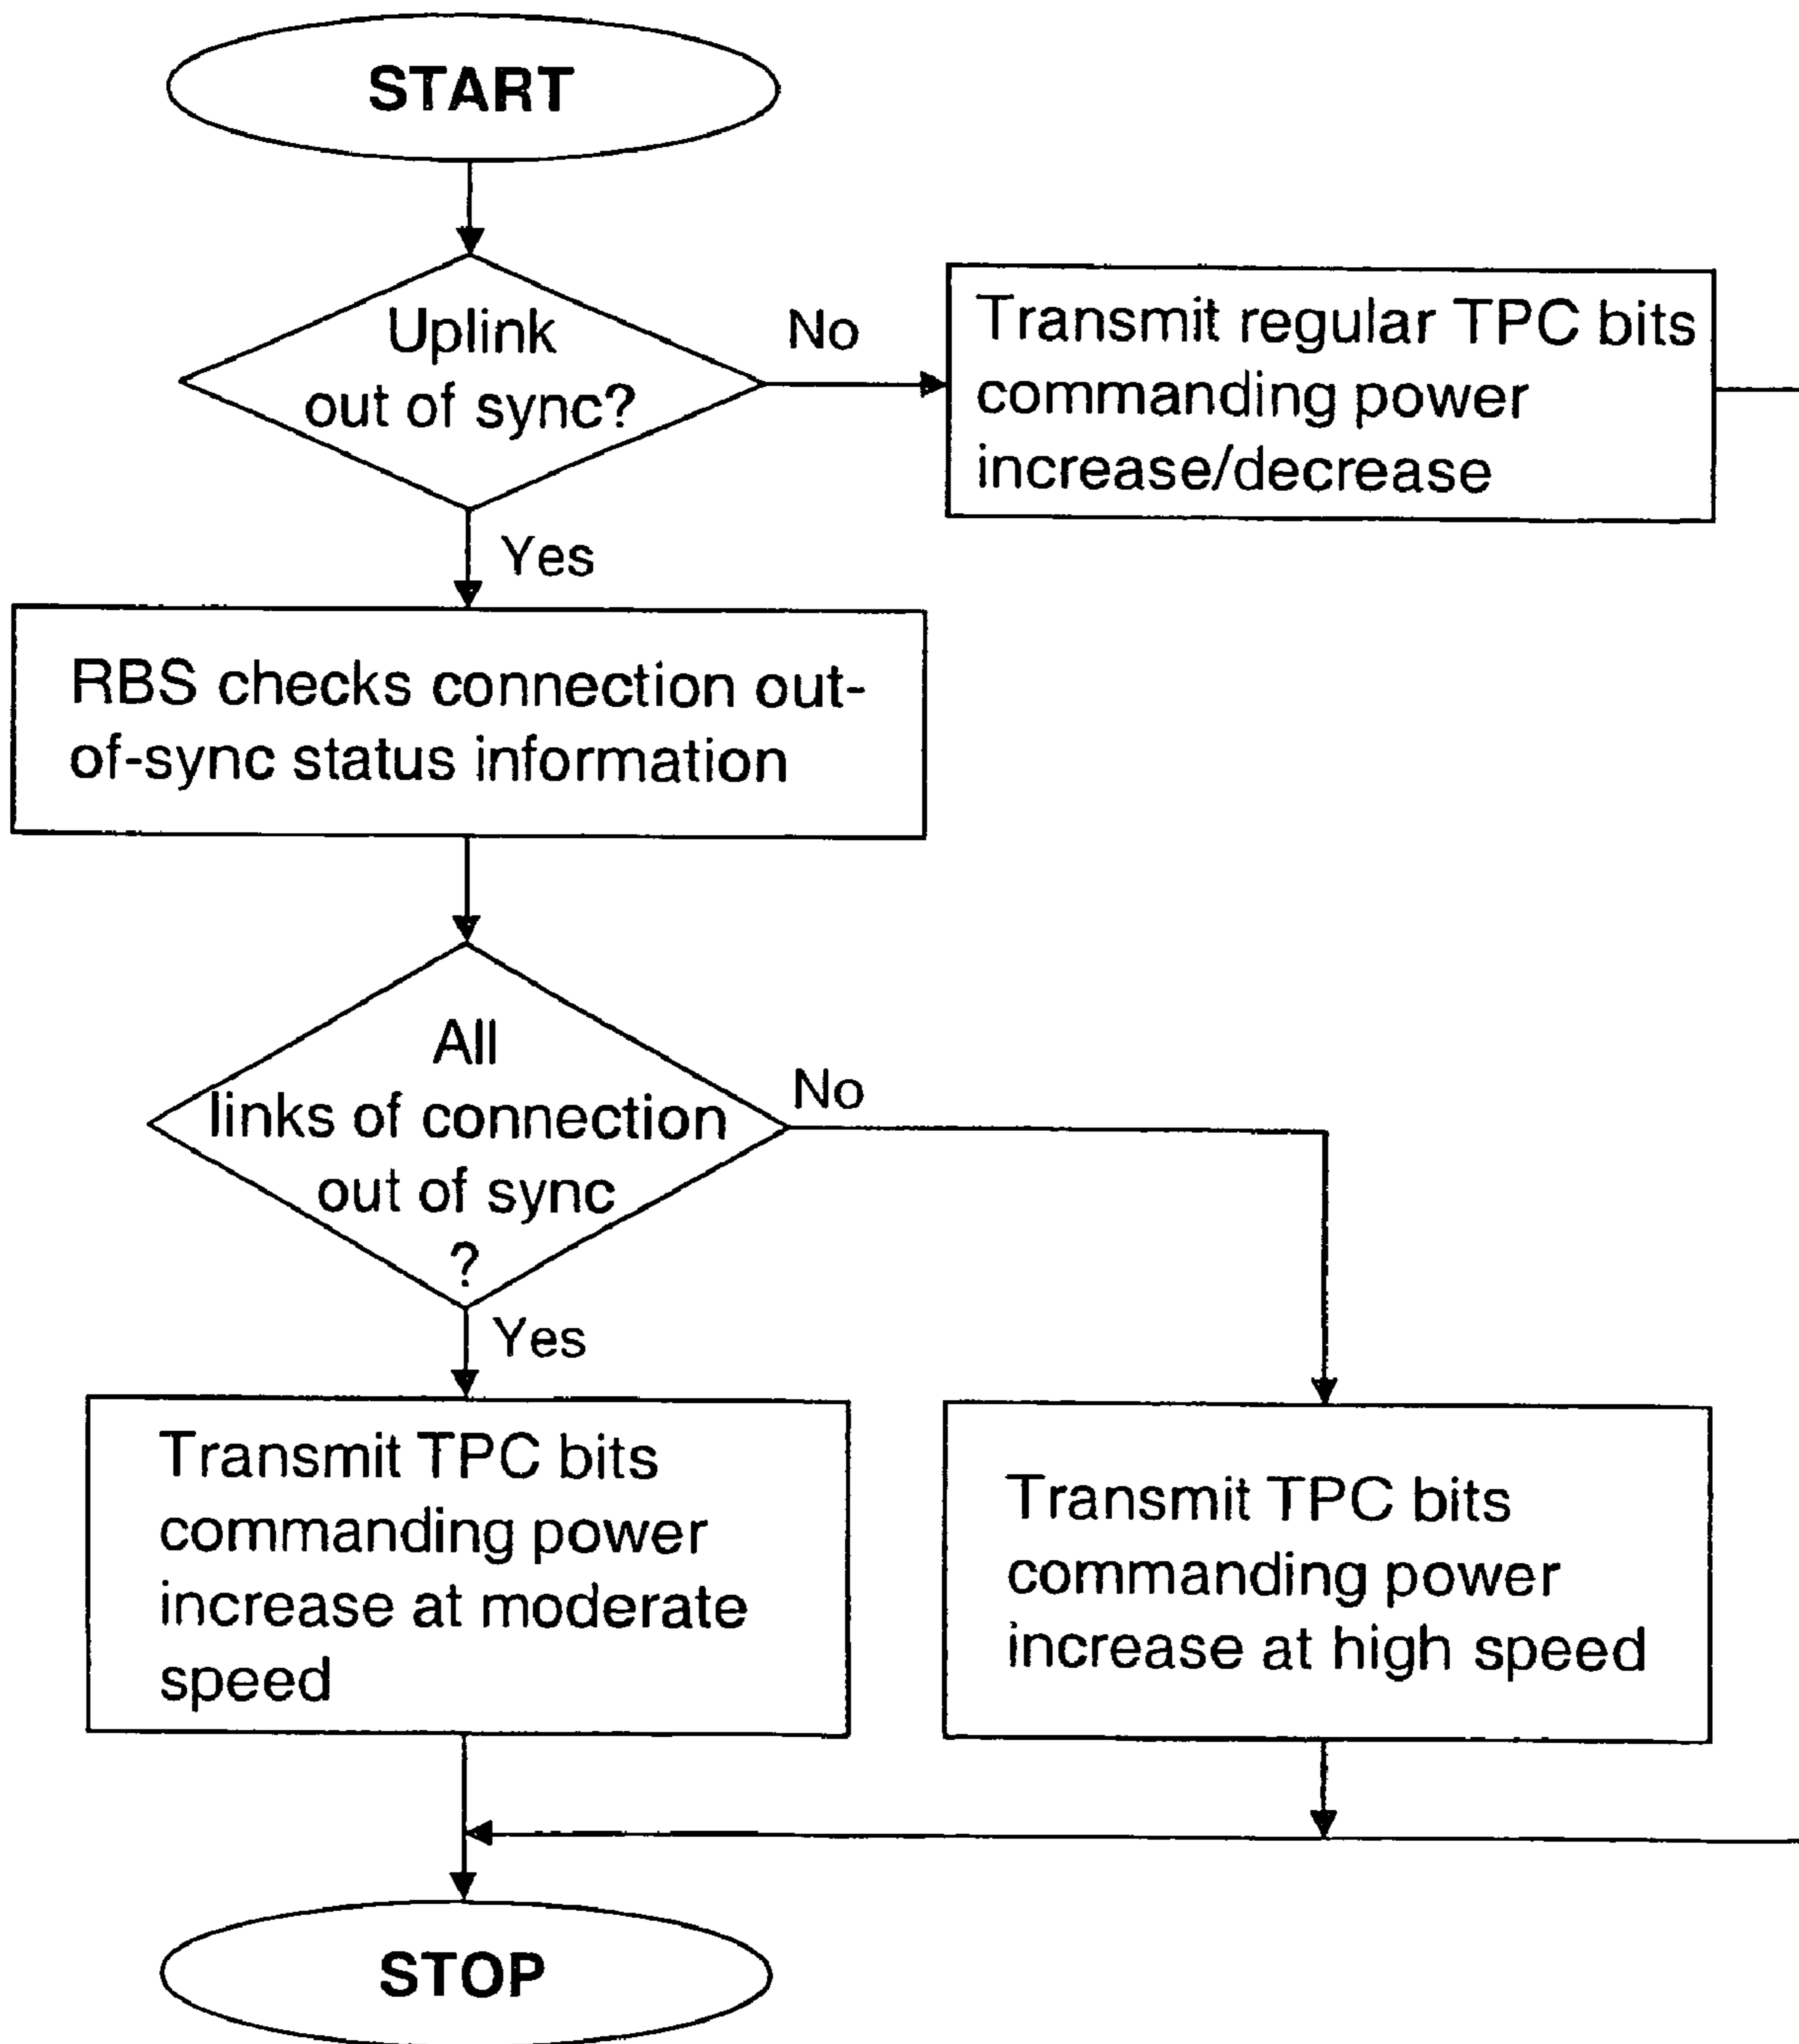 START
Uplink
out of sync?
No
Transmit regular TPC bits
commanding power
increase/decrease
Yes
RBS checks connection out-
of-sync status information
All
links of connection
out of sync
?
No
Yes
Transmit TPC bits
commanding power
increase at moderate
speed
Transmit TPC bits
commanding power
increase at high speed
STOP